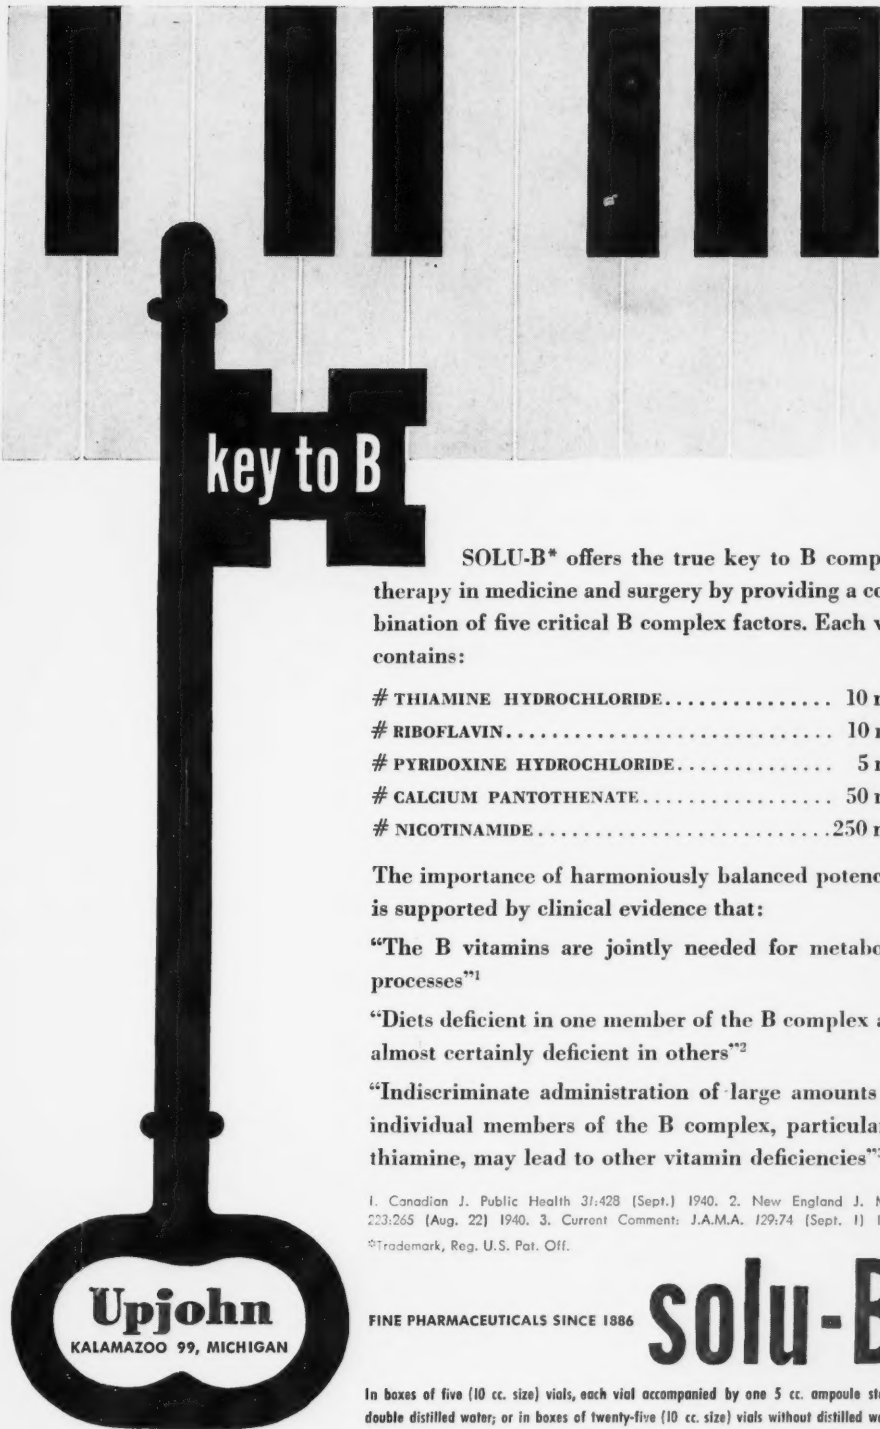 key to B
SOLU-B* offers the true key to B comp
therapy in medicine and surgery by providing a co
bination of five critical B complex factors. Each v
contains:
# THIAMINE HYDROCHLORIDE............... 10 m
# RIBOFLAVIN............................ 10 m
# PYRIDOXINE HYDROCHLORIDE.............. 5 m
# CALCIUM PANTOTHENATE................. 50 m
# NICOTINAMIDE.........................250 m
The importance of harmoniously balanced potenc
is supported by clinical evidence that:
“The B vitamins are jointly needed for metabo
processes”1
“Diets deficient in one member of the B complex a
almost certainly deficient in others”2
“Indiscriminate administration of large amounts
individual members of the B complex, particula
thiamine, may lead to other vitamin deficiencies”3
1. Canadian J. Public Health 31:428 (Sept.) 1940. 2. New England J. M
223:265 (Aug. 22) 1940. 3. Current Comment: J.A.M.A. 129:74 (Sept. 1)
*Trademark, Reg. U.S. Pat. Off.
Upjohn
KALAMAZOO 99, MICHIGAN
FINE PHARMACEUTICALS SINCE 1886
solu-B
In boxes of five (10 cc. size) vials, each vial accompanied by one 5 cc. ampoule st
double distilled water; or in boxes of twenty-five (10 cc. size) vials without distilled w